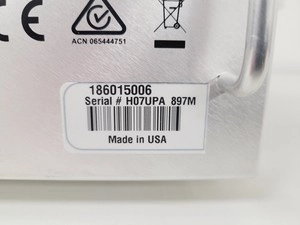 CE
ACN 065444751
186015006
Serial # H07UPA 897M
Made in USA